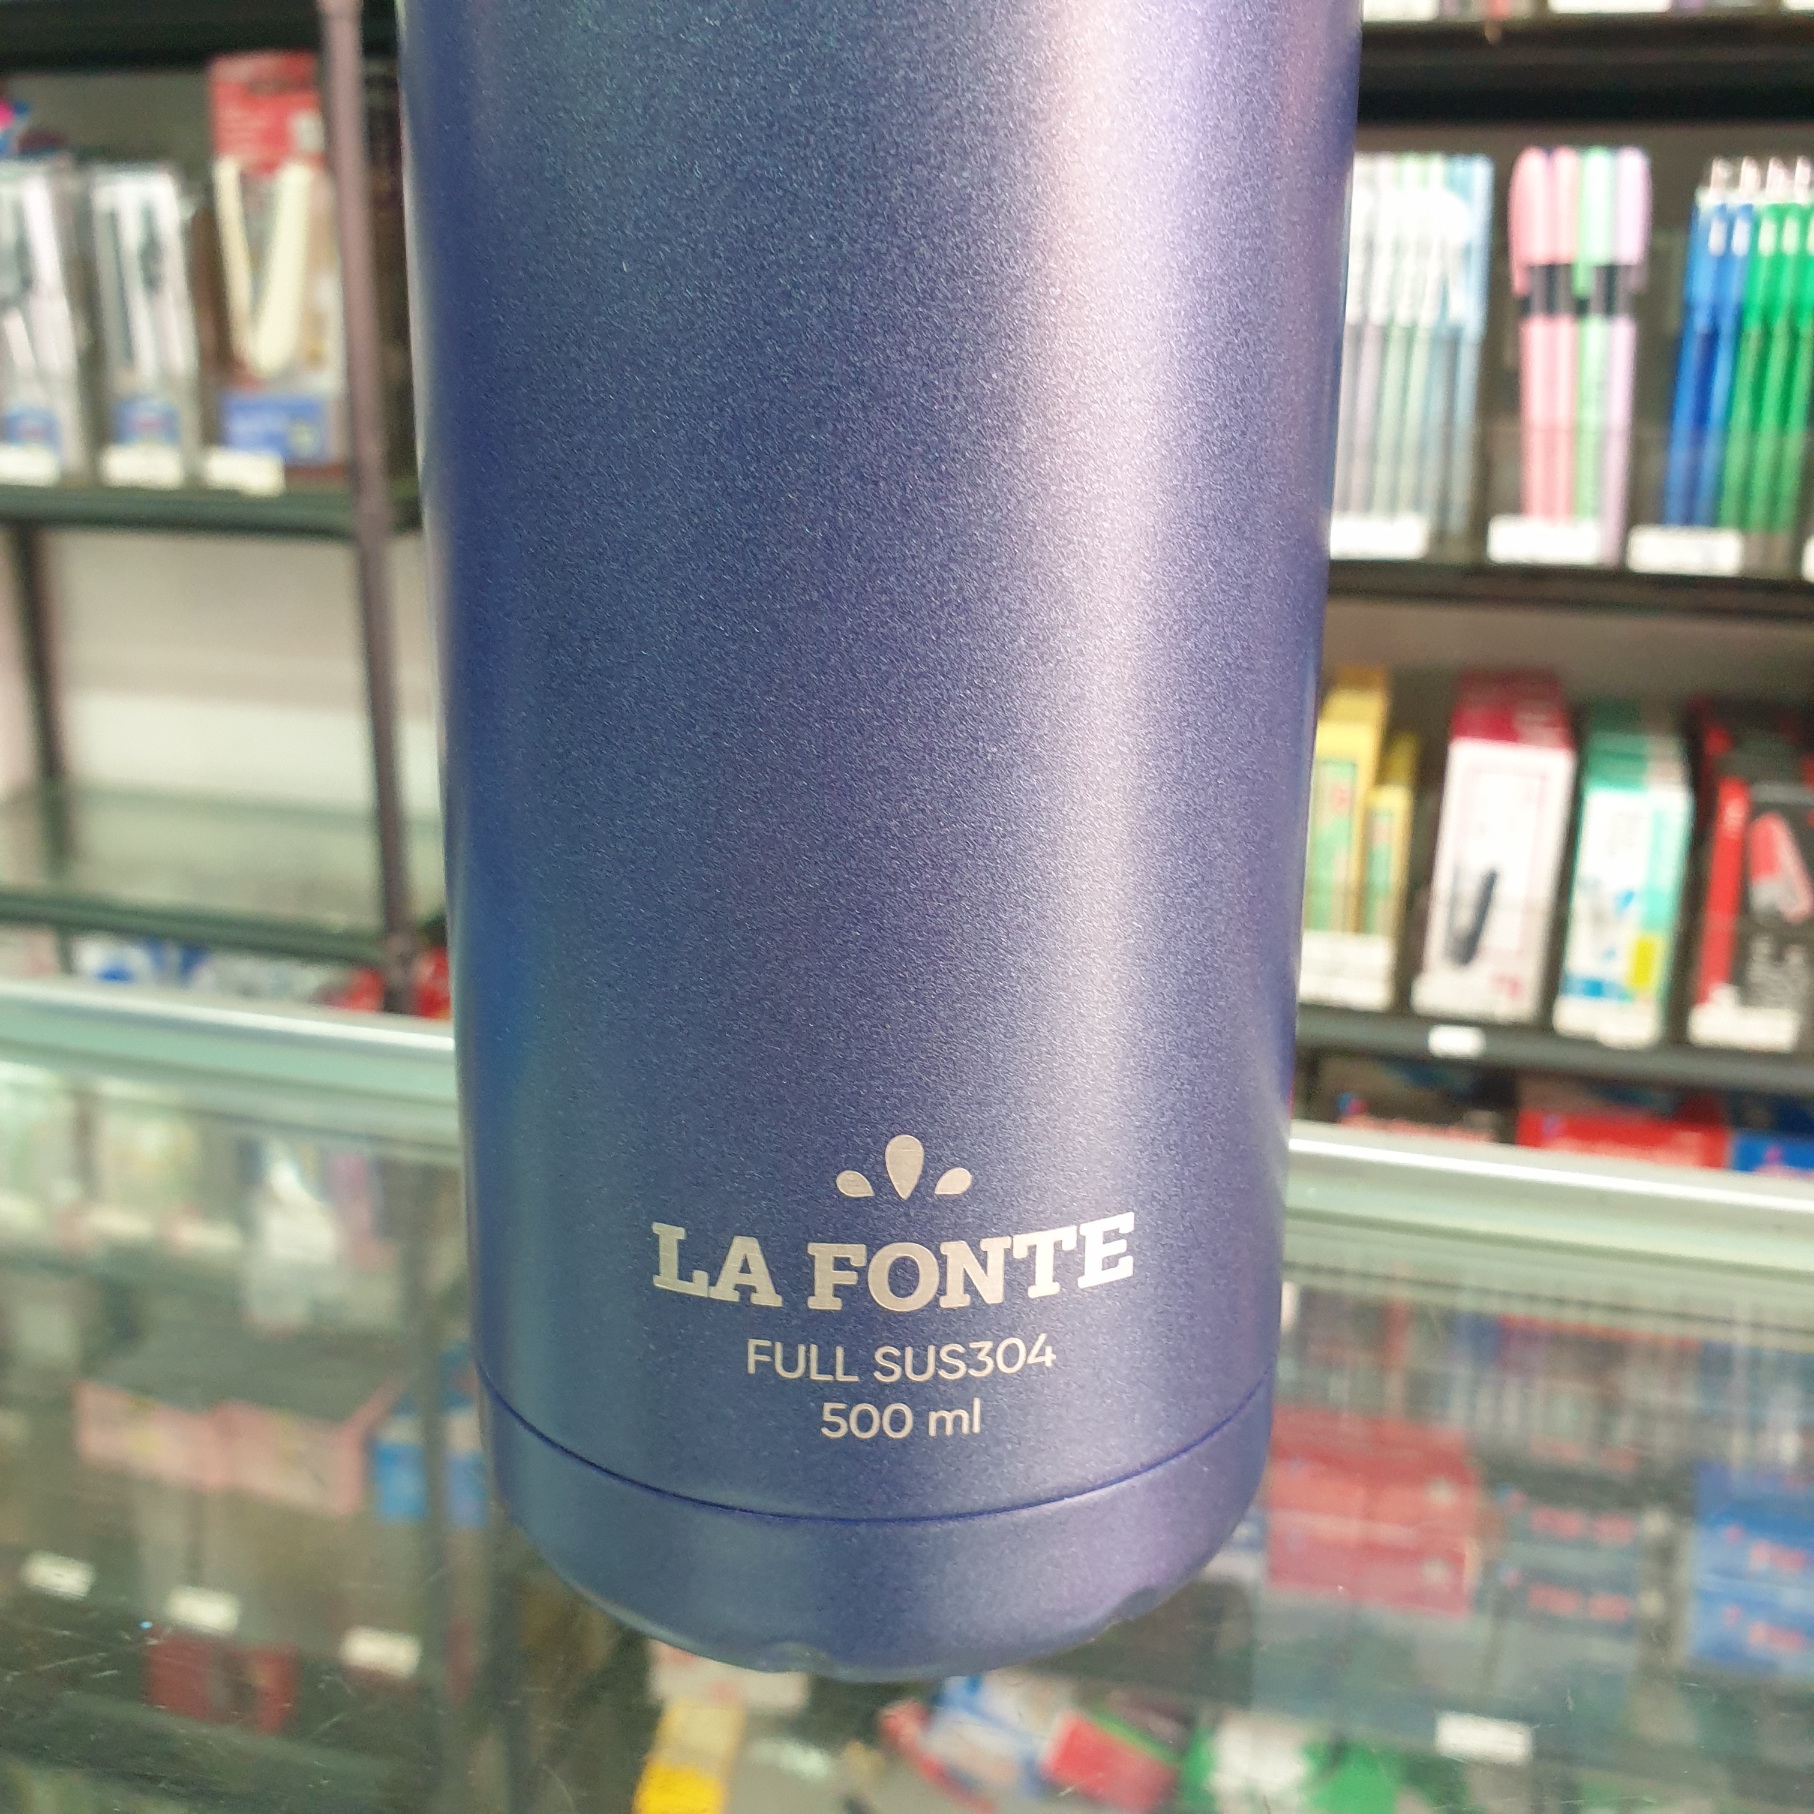 LA FONTE
FULL SUS304
500 ml